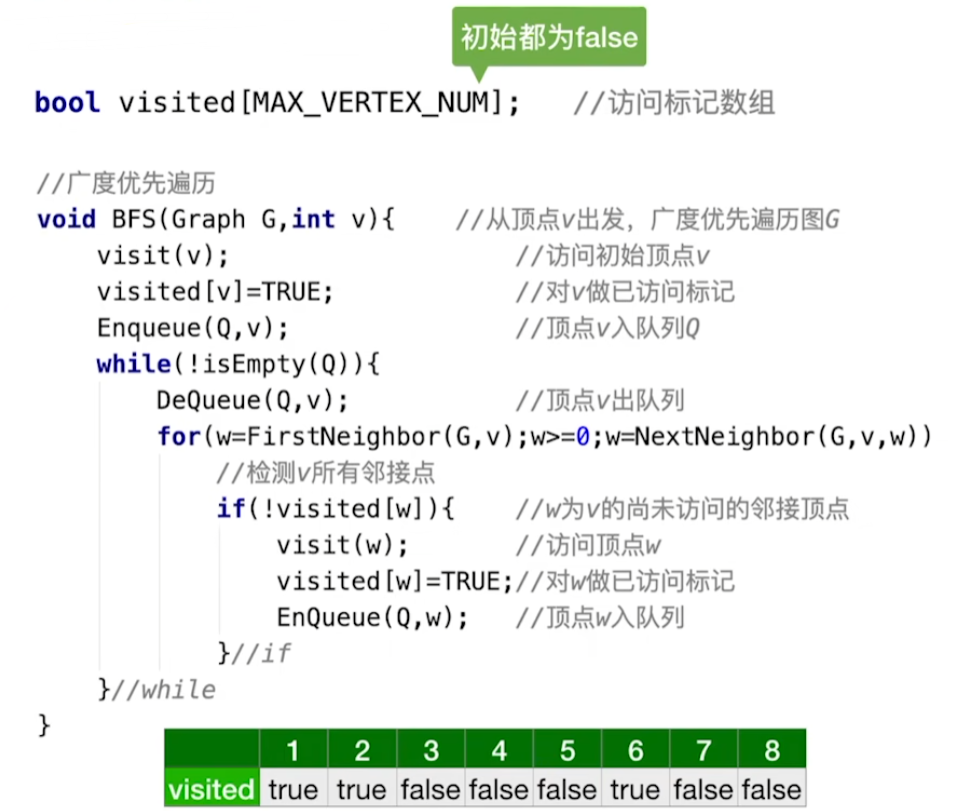 初始都为false
bool visited[MAX_VERTEX_NUM];   //访问标记数组
//广度优先遍历
void BFS(Graph G,int v){    //从顶点v出发，广度优先遍历图G
    visit(v);                   //访问初始顶点v
    visited[v]=TRUE;            //对v做已访问标记
    Enqueue(Q,v);               //顶点v入队列Q
    while(!isEmpty(Q)){
        DeQueue(Q,v);           //顶点v出队列
        for(w=FirstNeighbor(G,v);w>=0;w=NextNeighbor(G,v,w))
            //检测v所有邻接点
            if(!visited[w]){    //w为v的尚未访问的邻接顶点
                visit(w);       //访问顶点w
                visited[w]=TRUE;//对w做已访问标记
                EnQueue(Q,w);   //顶点w入队列
            }//if
    }//while
}
1 2 3 4 5 6 7 8
visited true true false false false true false false